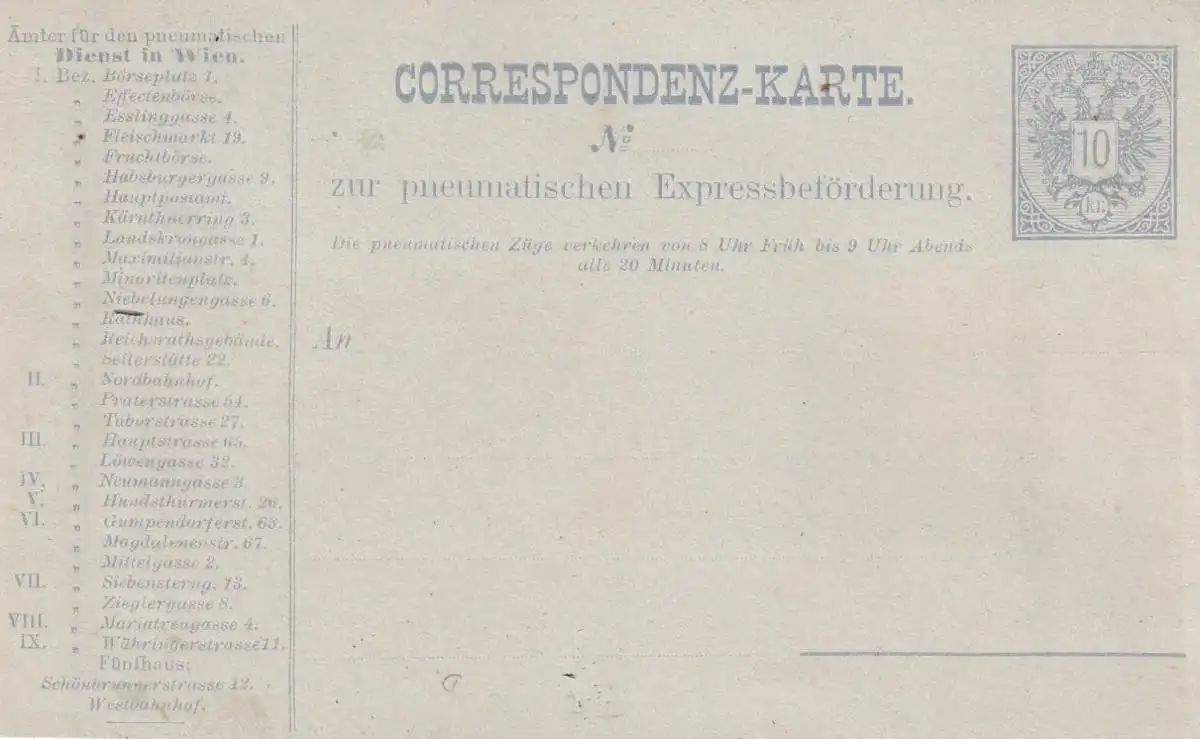 Ämter für den pneumatischen
Dienst in Wien.
I. Bez. Börseplatz 1.
„ Effectenbörse.
„ Esslinggasse 4.
„ Fleischmarkt 19.
„ Fruchtbörse.
„ Habsburgergasse 9.
„ Hauptpostamt.
„ Kärnthnerring 3.
„ Landskrongasse 1.
„ Maximilianstr. 4.
„ Minoritenplatz.
„ Niebelungengasse 6.
„ Rathhaus.
„ Reichsrathsgebäude.
„ Seilerstätte 22.
II. „ Nordbahnhof.
„ Praterstrasse 54.
„ Taborstrasse 27.
III. „ Hauptstrasse 65.
„ Löwengasse 32.
IV. „ Neumanngasse 3.
V. „ Hundsthurmerst. 26.
VI. „ Gumpendorferst. 63.
„ Magdalenenstr. 67.
„ Mittelgasse 2.
VII. „ Siebensterng. 13.
„ Zieglergasse 8.
VIII. „ Mariatreugasse 4.
IX. „ Währingerstrasse 11.
Fünfhaus:
Schönbrunnerstrasse 12.
Westbahnhof.
CORRESPONDENZ-KARTE.
No
zur pneumatischen Expressbeförderung.
Die pneumatischen Züge verkehren von 8 Uhr Früh bis 9 Uhr Abends
alle 20 Minuten.
An
10
kr.